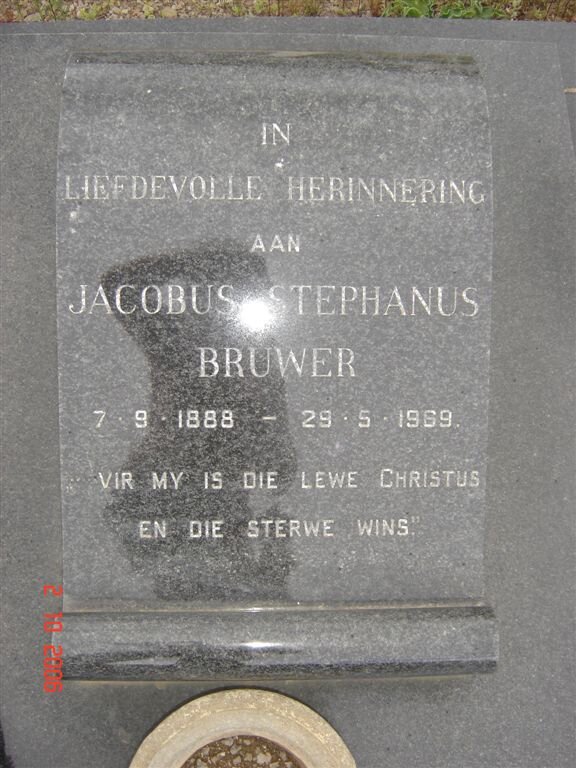 IN
LIEFDEVOLLE HERINNERING
AAN
JACOBUS STEPHANUS
BRUWER
7·9·1888 – 29·5·1969.
"VIR MY IS DIE LEWE CHRISTUS
EN DIE STERWE WINS."
2 10 2006